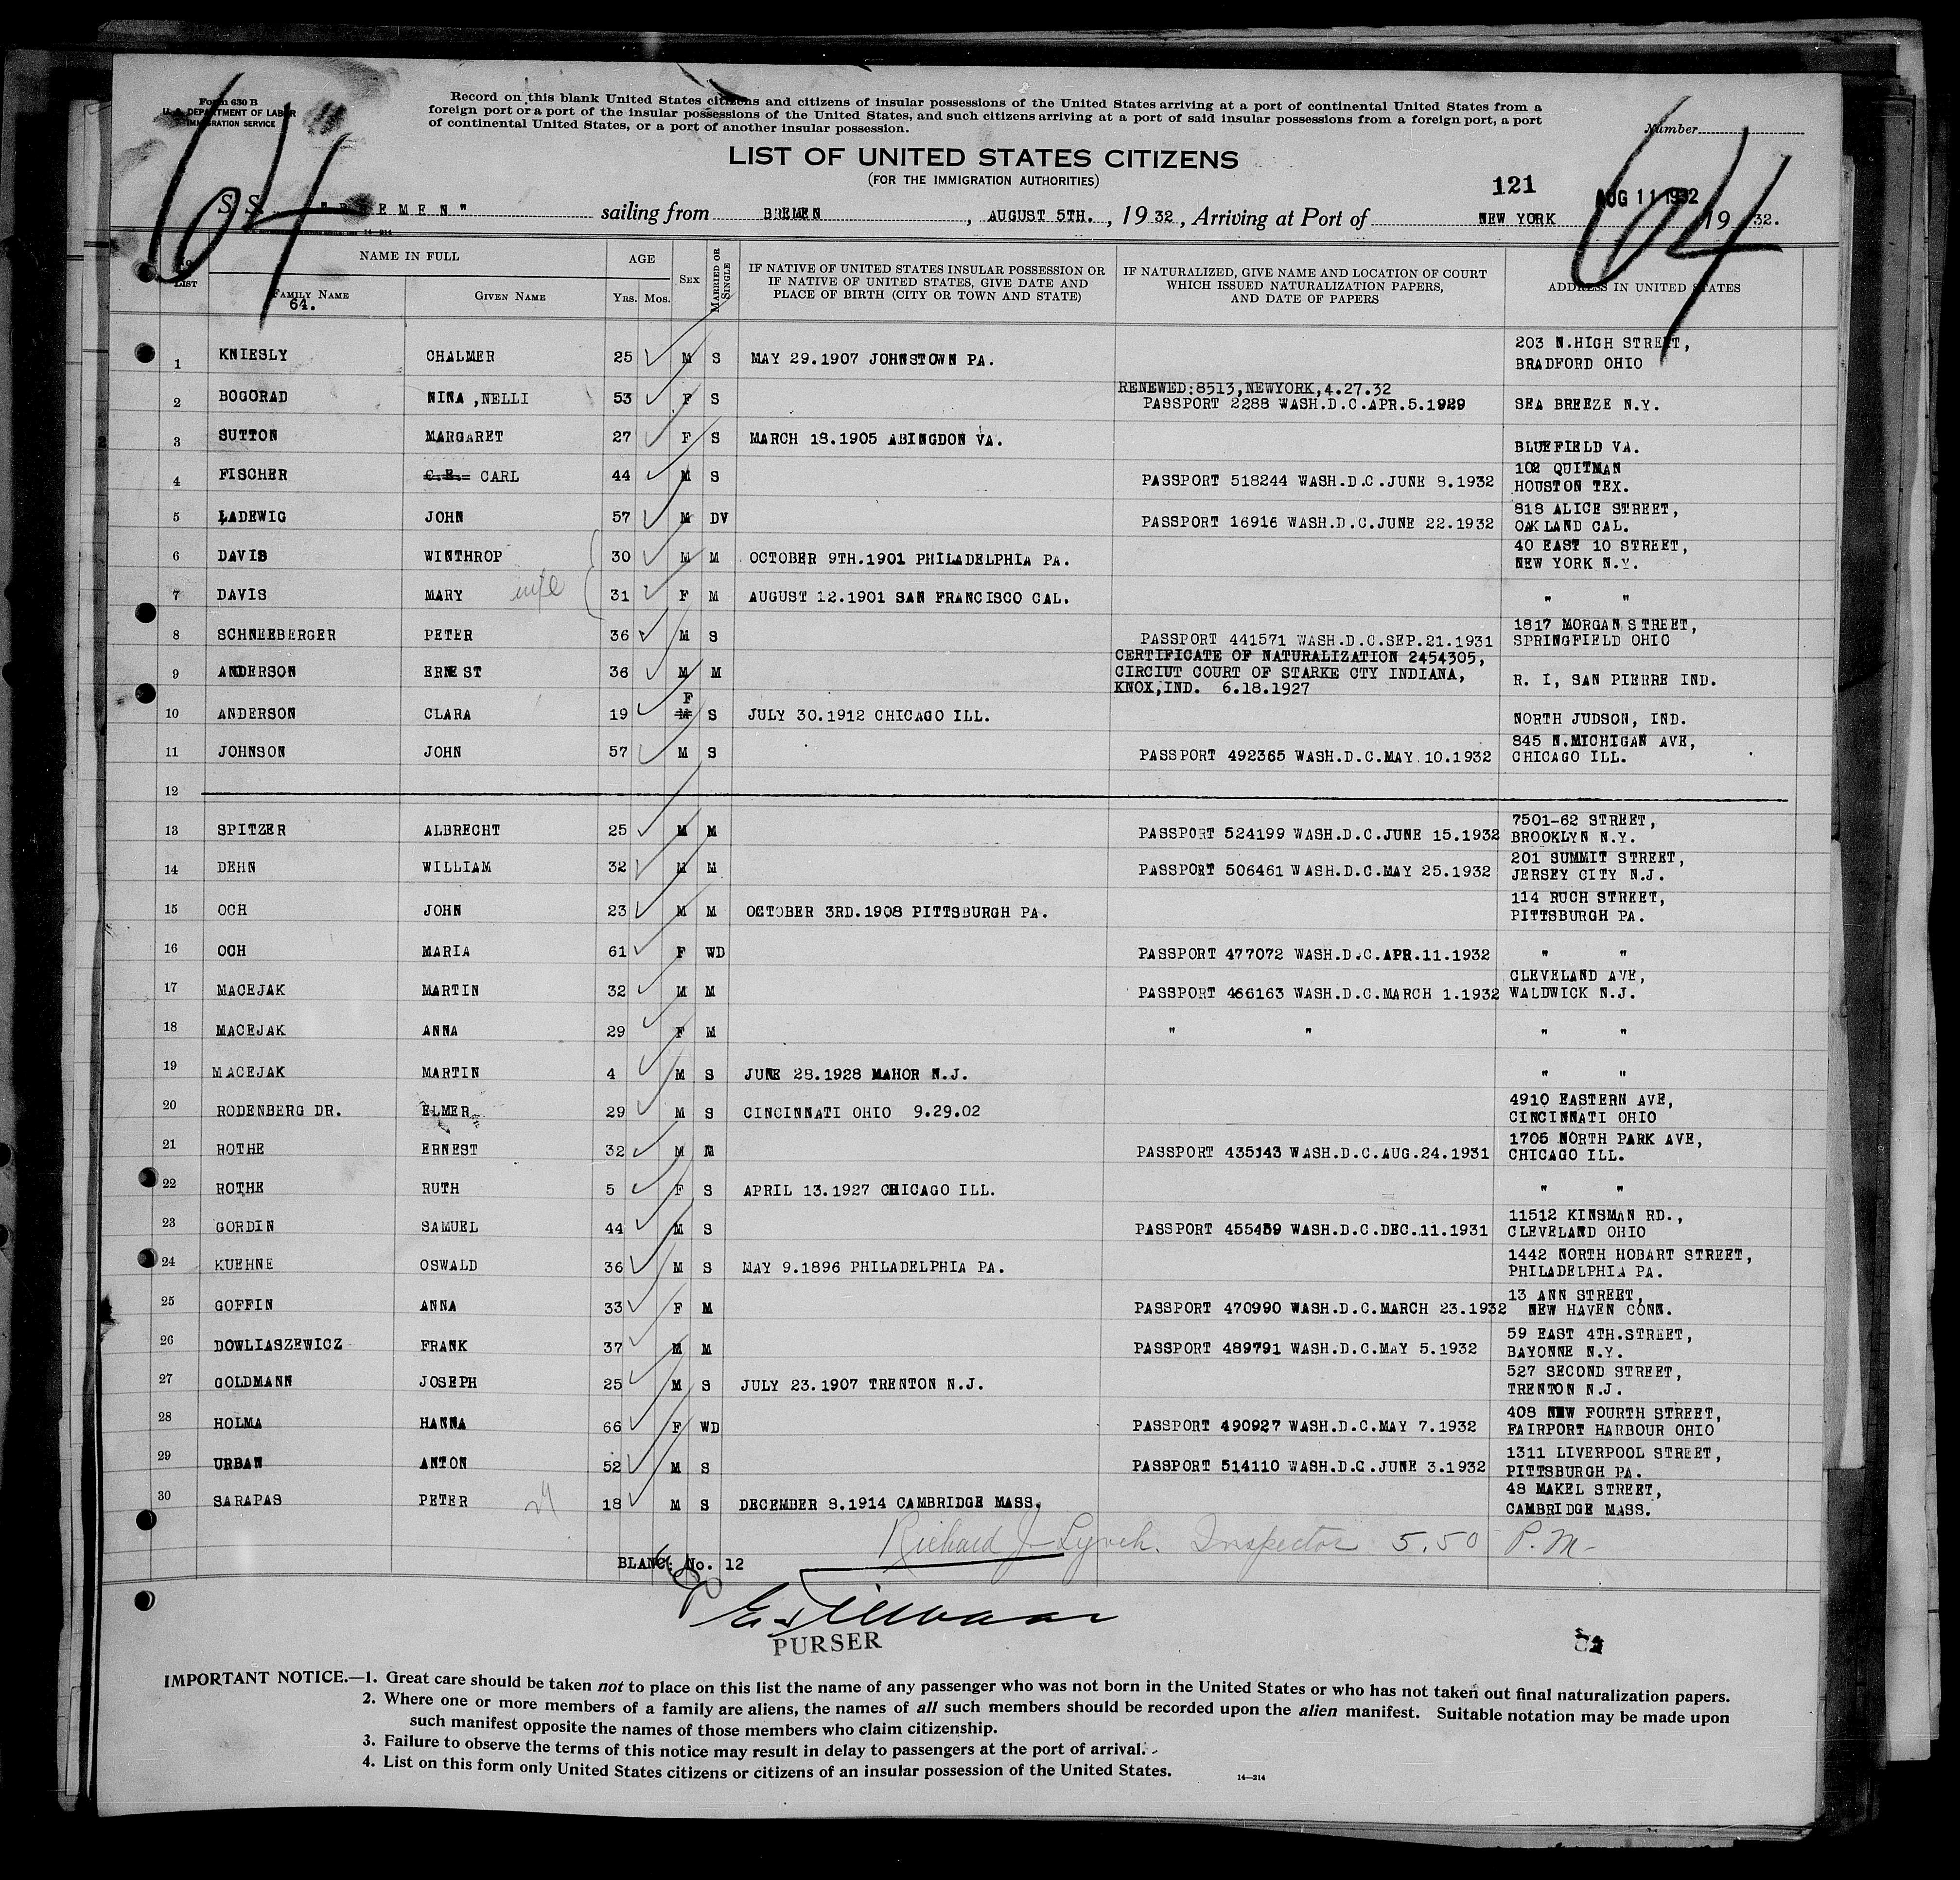 Form 630 B
U. S. DEPARTMENT OF LABOR
IMMIGRATION SERVICE
64
64
Record on this blank United States citizens and citizens of insular possessions of the United States arriving at a port of continental United States from a
foreign port or a port of the insular possessions of the United States, and such citizens arriving at a port of said insular possessions from a foreign port, a port
of continental United States, or a port of another insular possession.
Number
LIST OF UNITED STATES CITIZENS
(FOR THE IMMIGRATION AUTHORITIES)
121
AUG 11 1932
S. S. "BREMEN" sailing from BREMEN, AUGUST 5TH., 1932, Arriving at Port of NEW YORK 1932.
14-214
No. LIST
NAME IN FULL
FAMILY NAME 64.
GIVEN NAME
AGE
YRS. MOS.
SEX
MARRIED OR SINGLE
IF NATIVE OF UNITED STATES INSULAR POSSESSION OR
IF NATIVE OF UNITED STATES, GIVE DATE AND
PLACE OF BIRTH (CITY OR TOWN AND STATE)
IF NATURALIZED, GIVE NAME AND LOCATION OF COURT
WHICH ISSUED NATURALIZATION PAPERS,
AND DATE OF PAPERS
ADDRESS IN UNITED STATES
1 KNIESLY CHALMER 25 M S MAY 29.1907 JOHNSTOWN PA. 203 N.HIGH STREET,
BRADFORD OHIO
RENEWED:8513,NEWYORK,4.27.32
2 BOGORAD NINA ,NELLI 53 F S PASSPORT 2288 WASH.D.C.APR.5.1929 SEA BREEZE N.Y.
3 SUTTON MARGARET 27 F S MARCH 18.1905 ABINGDON VA. BLUEFIELD VA.
4 FISCHER C.E. CARL 44 M S PASSPORT 518244 WASH.D.C.JUNE 8.1932 102 QUITMAN
HOUSTON TEX.
5 LADEWIG JOHN 57 M DV PASSPORT 16916 WASH.D.C.JUNE 22.1932 818 ALICE STREET,
OAKLAND CAL.
6 DAVIS WINTHROP 30 M M OCTOBER 9TH.1901 PHILADELPHIA PA. 40 EAST 10 STREET,
NEW YORK N.Y.
7 DAVIS MARY wife 31 F M AUGUST 12.1901 SAN FRANCISCO CAL. " "
8 SCHNEEBERGER PETER 36 M S PASSPORT 441571 WASH.D.C.SEP.21.1931 1817 MORGAN STREET,
SPRINGFIELD OHIO
9 ANDERSON ERNEST 36 M M CERTIFICATE OF NATURALIZATION 2454305,
CIRCIUT COURT OF STARKE CTY INDIANA,
KNOX,IND. 6.18.1927 R. I, SAN PIERRE IND.
10 ANDERSON CLARA 19 M F S JULY 30.1912 CHICAGO ILL. NORTH JUDSON, IND.
11 JOHNSON JOHN 57 M S PASSPORT 492365 WASH.D.C.MAY.10.1932 845 N.MICHIGAN AVE,
CHICAGO ILL.
12
13 SPITZER ALBRECHT 25 M M PASSPORT 524199 WASH.D.C.JUNE 15.1932 7501-62 STREET,
BROOKLYN N.Y.
14 DEHN WILLIAM 32 M M PASSPORT 506461 WASH.D.C.MAY 25.1932 201 SUMMIT STREET,
JERSEY CITY N.J.
15 OCH JOHN 23 M M OCTOBER 3RD.1908 PITTSBURGH PA. 114 RUCH STREET,
PITTSBURGH PA.
16 OCH MARIA 61 F WD PASSPORT 477072 WASH.D.C.APR.11.1932 " "
17 MACEJAK MARTIN 32 M M PASSPORT 466163 WASH.D.C.MARCH 1.1932 CLEVELAND AVE,
WALDWICK N.J.
18 MACEJAK ANNA 29 F M " " " "
19 MACEJAK MARTIN 4 M S JUNE 28.1928 MAHOR N.J. " "
20 RODENBERG DR. ELMER 29 M S CINCINNATI OHIO 9.29.02 4910 EASTERN AVE,
CINCINNATI OHIO
21 ROTHE ERNEST 32 M M PASSPORT 435143 WASH.D.C.AUG.24.1931 1705 NORTH PARK AVE,
CHICAGO ILL.
22 ROTHE RUTH 5 F S APRIL 13.1927 CHICAGO ILL. " "
23 GORDIN SAMUEL 44 M S PASSPORT 455459 WASH.D.C.DEC.11.1931 11512 KINSMAN RD.,
CLEVELAND OHIO
24 KUEHNE OSWALD 36 M S MAY 9.1896 PHILADELPHIA PA. 1442 NORTH HOBART STREET,
PHILADELPHIA PA.
25 GOFFIN ANNA 33 F M PASSPORT 470990 WASH.D.C.MARCH 23.1932 13 ANN STREET,
NEW HAVEN CONN.
26 DOWLIASZEWICZ FRANK 37 M M PASSPORT 489791 WASH.D.C.MAY 5.1932 59 EAST 4TH.STREET,
BAYONNE N.Y.
27 GOLDMANN JOSEPH 25 M S JULY 23.1907 TRENTON N.J. 527 SECOND STREET,
TRENTON N.J.
28 HOLMA HANNA 66 F WD PASSPORT 490927 WASH.D.C.MAY 7.1932 408 NEW FOURTH STREET,
FAIRPORT HARBOUR OHIO
29 URBAN ANTON 52 M S PASSPORT 514110 WASH.D.C.JUNE 3.1932 1311 LIVERPOOL STREET,
PITTSBURGH PA.
30 SARAPAS PETER 18 M S DECEMBER 8.1914 CAMBRIDGE MASS. 48 MAKEL STREET,
CAMBRIDGE MASS.
Richard J Lynch. Inspector 5.50 P.M-
BLANC: No. 12
PURSER
IMPORTANT NOTICE.—1. Great care should be taken not to place on this list the name of any passenger who was not born in the United States or who has not taken out final naturalization papers.
2. Where one or more members of a family are aliens, the names of all such members should be recorded upon the alien manifest. Suitable notation may be made upon
such manifest opposite the names of those members who claim citizenship.
3. Failure to observe the terms of this notice may result in delay to passengers at the port of arrival.
4. List on this form only United States citizens or citizens of an insular possession of the United States.
14—214